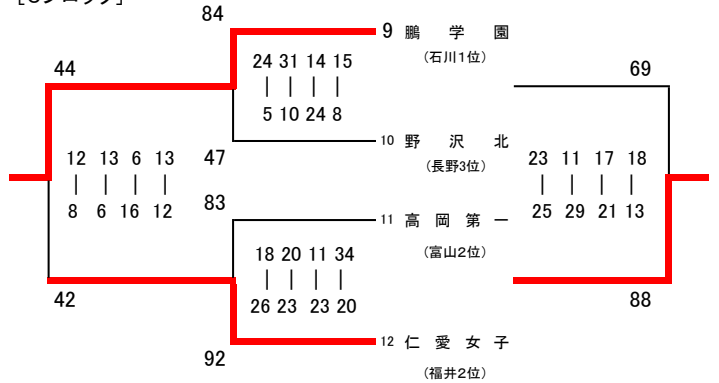 84
9 鵬学園
(石川1位)
24 31 14 15
5 10 24 8
44
69
10 野沢北
(長野3位)
47
12 13 6 13
8 6 16 12
23 11 17 18
25 29 21 13
83
11 高岡第一
(富山2位)
18 20 11 34
26 23 23 20
42
88
12 仁愛女子
(福井2位)
92